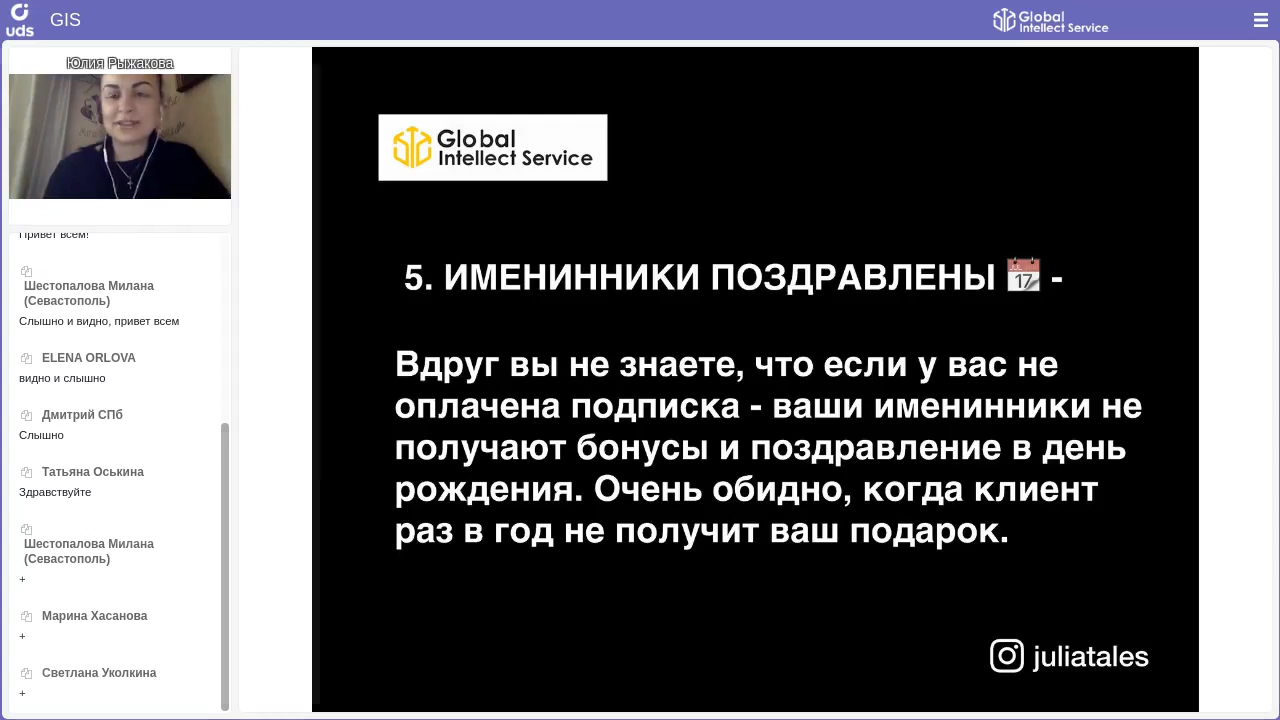 uds
GIS
Global
Intellect Service
Юлия Рыжакова
Привет всем!
Шестопалова Милана
(Севастополь)
Слышно и видно, привет всем
ELENA ORLOVA
видно и слышно
Дмитрий СПб
Слышно
Татьяна Оськина
Здравствуйте
Шестопалова Милана
(Севастополь)
+
Марина Хасанова
+
Светлана Уколкина
+
Global
Intellect Service
5. ИМЕНИННИКИ ПОЗДРАВЛЕНЫ 📅 -
Вдруг вы не знаете, что если у вас не
оплачена подписка - ваши именинники не
получают бонусы и поздравление в день
рождения. Очень обидно, когда клиент
раз в год не получит ваш подарок.
juliatales